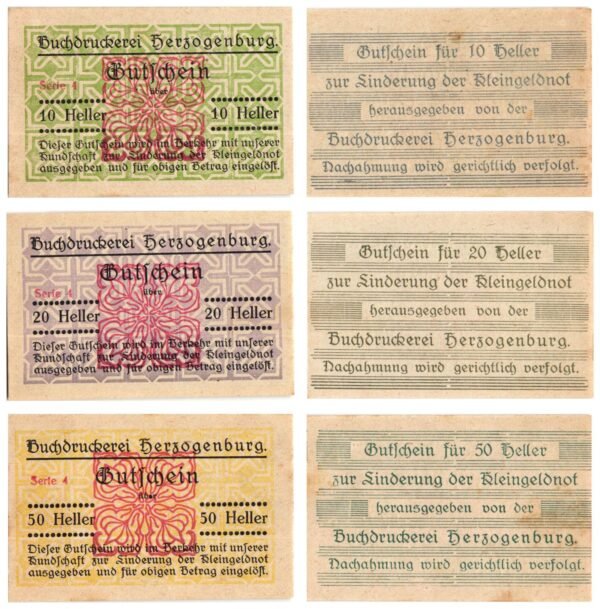 Buchdruckerei Herzogenburg.
Gutschein
Serie 4
über
10 Heller 10 Heller
Dieser Gutschein wird im Verkehr mit unserer
Kundschaft zur Linderung der Kleingeldnot
ausgegeben und für obigen Betrag eingelöst.
Gutschein für 10 Heller
zur Linderung der Kleingeldnot
herausgegeben von der
Buchdruckerei Herzogenburg.
Nachahmung wird gerichtlich verfolgt.
Buchdruckerei Herzogenburg.
Gutschein
Serie 4
über
20 Heller 20 Heller
Dieser Gutschein wird im Verkehr mit unserer
Kundschaft zur Linderung der Kleingeldnot
ausgegeben und für obigen Betrag eingelöst.
Gutschein für 20 Heller
zur Linderung der Kleingeldnot
herausgegeben von der
Buchdruckerei Herzogenburg.
Nachahmung wird gerichtlich verfolgt.
Buchdruckerei Herzogenburg.
Gutschein
Serie 4
über
50 Heller 50 Heller
Dieser Gutschein wird im Verkehr mit unserer
Kundschaft zur Linderung der Kleingeldnot
ausgegeben und für obigen Betrag eingelöst.
Gutschein für 50 Heller
zur Linderung der Kleingeldnot
herausgegeben von der
Buchdruckerei Herzogenburg.
Nachahmung wird gerichtlich verfolgt.